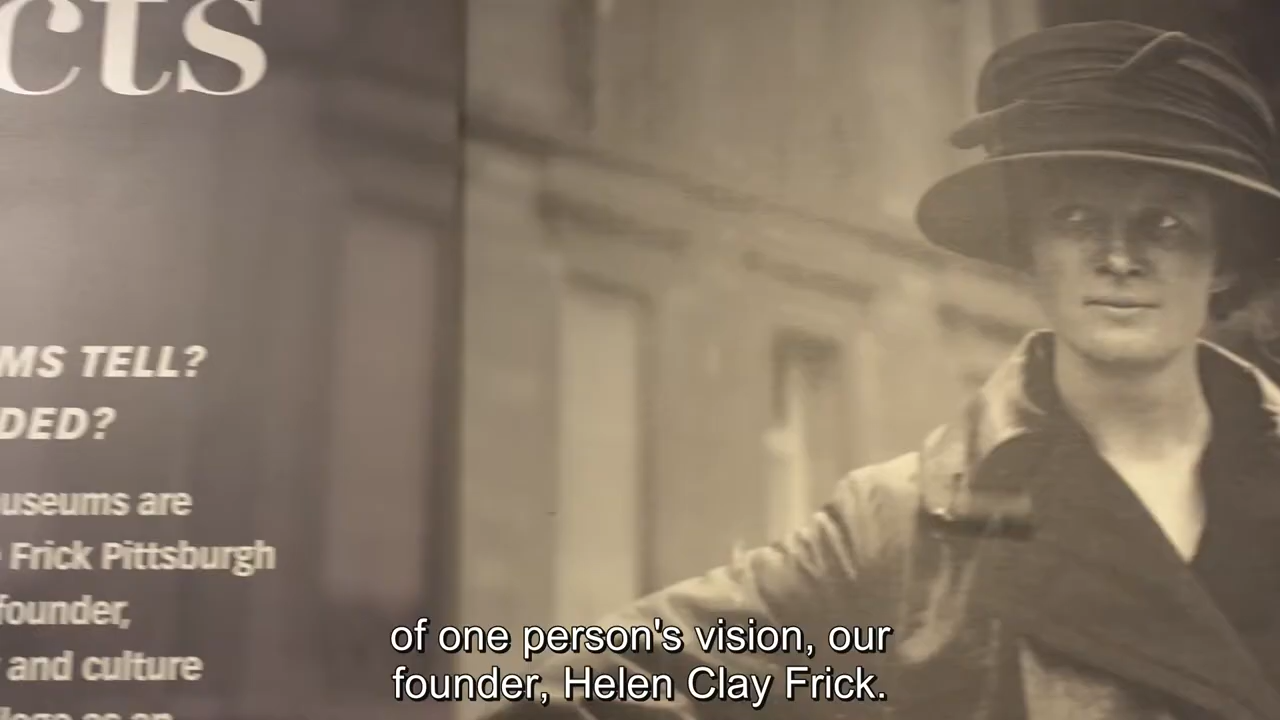 cts
MS TELL?
DED?
useums are
Frick Pittsburgh
founder,
and culture
of one person's vision, our
founder, Helen Clay Frick.